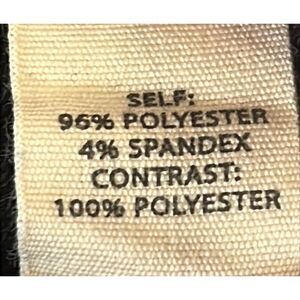 SELF:
96% POLYESTER
4% SPANDEX
CONTRAST:
100% POLYESTER